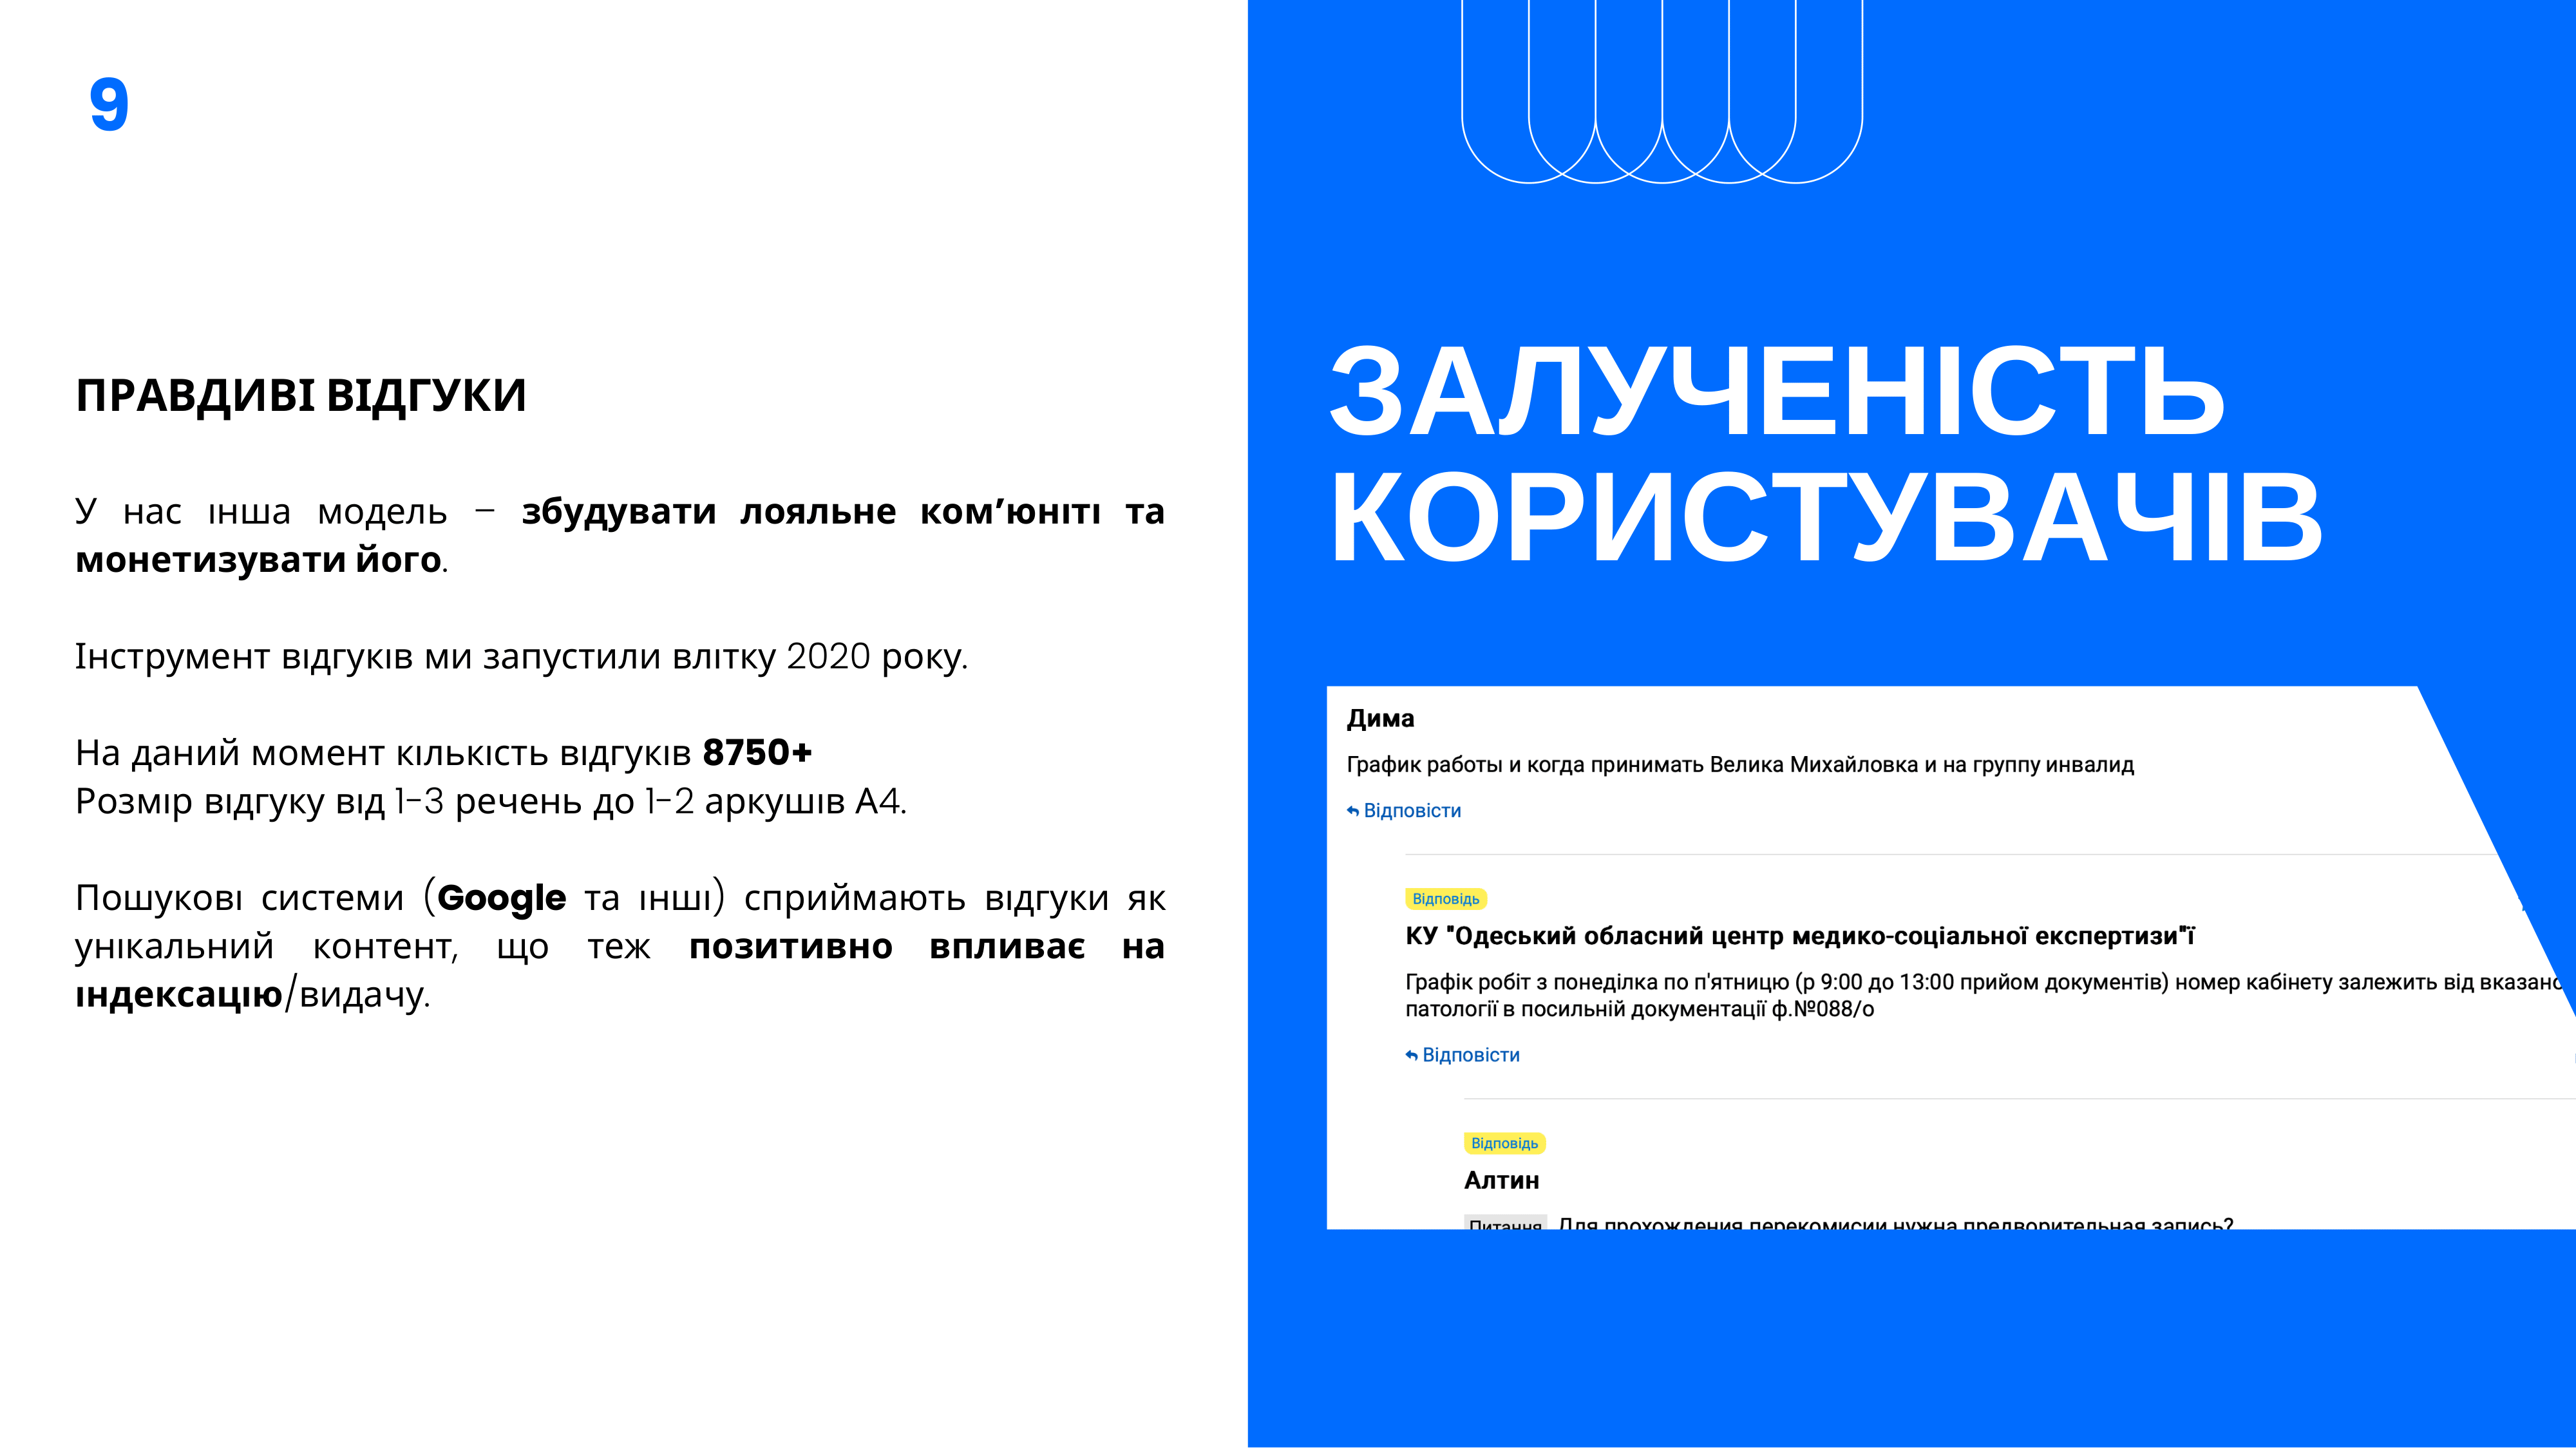 9
ПРАВДИВІ ВІДГУКИ
У нас інша модель – збудувати лояльне ком’юніті та
монетизувати його.
Інструмент відгуків ми запустили влітку 2020 року.
На даний момент кількість відгуків 8750+
Розмір відгуку від 1-3 речень до 1-2 аркушів А4.
Пошукові системи (Google та інші) сприймають відгуки як
унікальний контент, що теж позитивно впливає на
індексацію/видачу.
ЗАЛУЧЕНІСТЬ
КОРИСТУВАЧІВ
Дима
График работы и когда принимать Велика Михайловка и на группу инвалид
Відповісти
Відповідь
КУ "Одеський обласний центр медико-соціальної експертизи"ї
Графік робіт з понеділка по п'ятницю (р 9:00 до 13:00 прийом документів) номер кабінету залежить від вказано
патології в посильній документації ф.№088/о
Відповісти
Відповідь
Алтин
Питання Для прохождения перекомисии нужна предворительная запись?